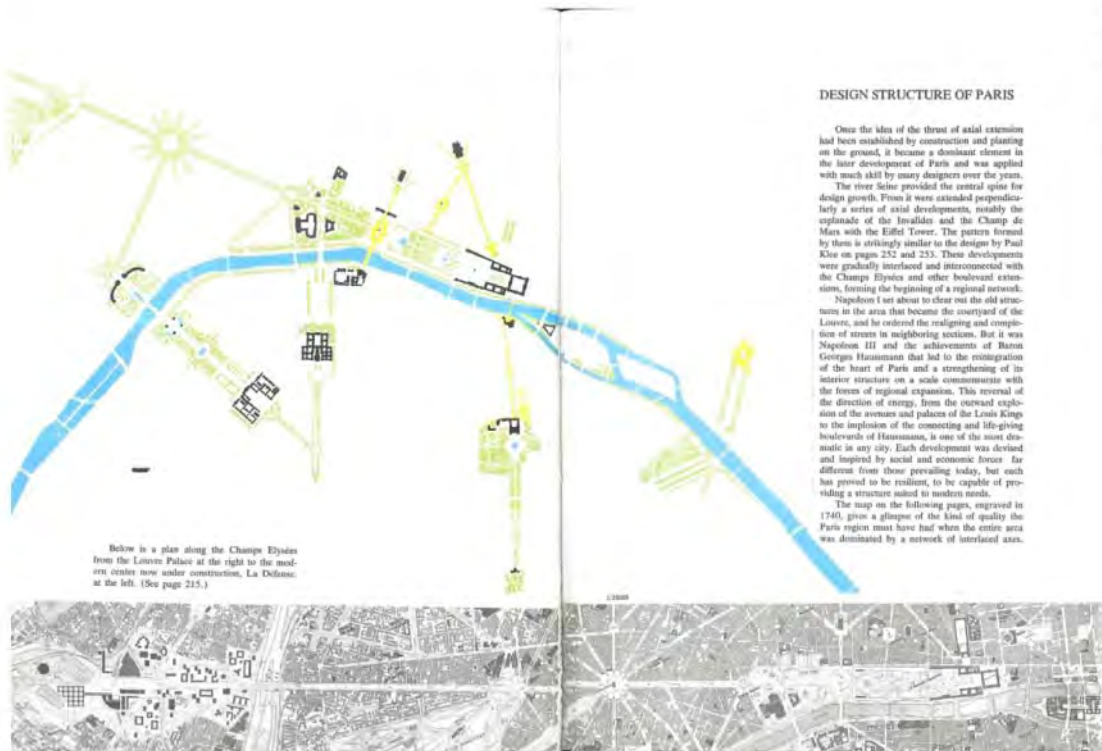 DESIGN STRUCTURE OF PARIS
Once the idea of the thrust of axial extension
had been established by construction and planting
on the ground, it became a dominant element in
the later development of Paris and was applied
with much skill by many designers over the years.
The river Seine provided the central spine for
design growth. From it were extended perpendicu-
larly a series of axial developments, notably the
esplanade of the Invalides and the Champ de
Mars with the Eiffel Tower. The pattern formed
by them is strikingly similar to the designs by Paul
Klee on pages 252 and 253. These developments
were gradually interlaced and interconnected with
the Champs Elysées and other boulevard exten-
sions, forming the beginning of a regional network.
Napoleon I set about to clear out the old struc-
tures in the area that became the courtyard of the
Louvre, and he ordered the realigning and comple-
tion of streets in neighboring sections. But it was
Napoleon III and the achievements of Baron
Georges Haussmann that led to the reintegration
of the heart of Paris and a strengthening of its
interior structure on a scale commensurate with
the forces of regional expansion. This reversal of
the direction of energy, from the outward explo-
sion of the avenues and palaces of the Louis Kings
to the implosion of the connecting and life-giving
boulevards of Haussmann, is one of the most dra-
matic in any city. Each development was devised
and inspired by social and economic forces far
different from those prevailing today, but each
has proved to be resilient, to be capable of pro-
viding a structure suited to modern needs.
The map on the following pages, engraved in
1740, gives a glimpse of the kind of quality the
Paris region must have had when the entire area
was dominated by a network of interlaced axes.
Below is a plan along the Champs Elysées
from the Louvre Palace at the right to the mod-
ern center now under construction, La Défense,
at the left. (See page 215.)